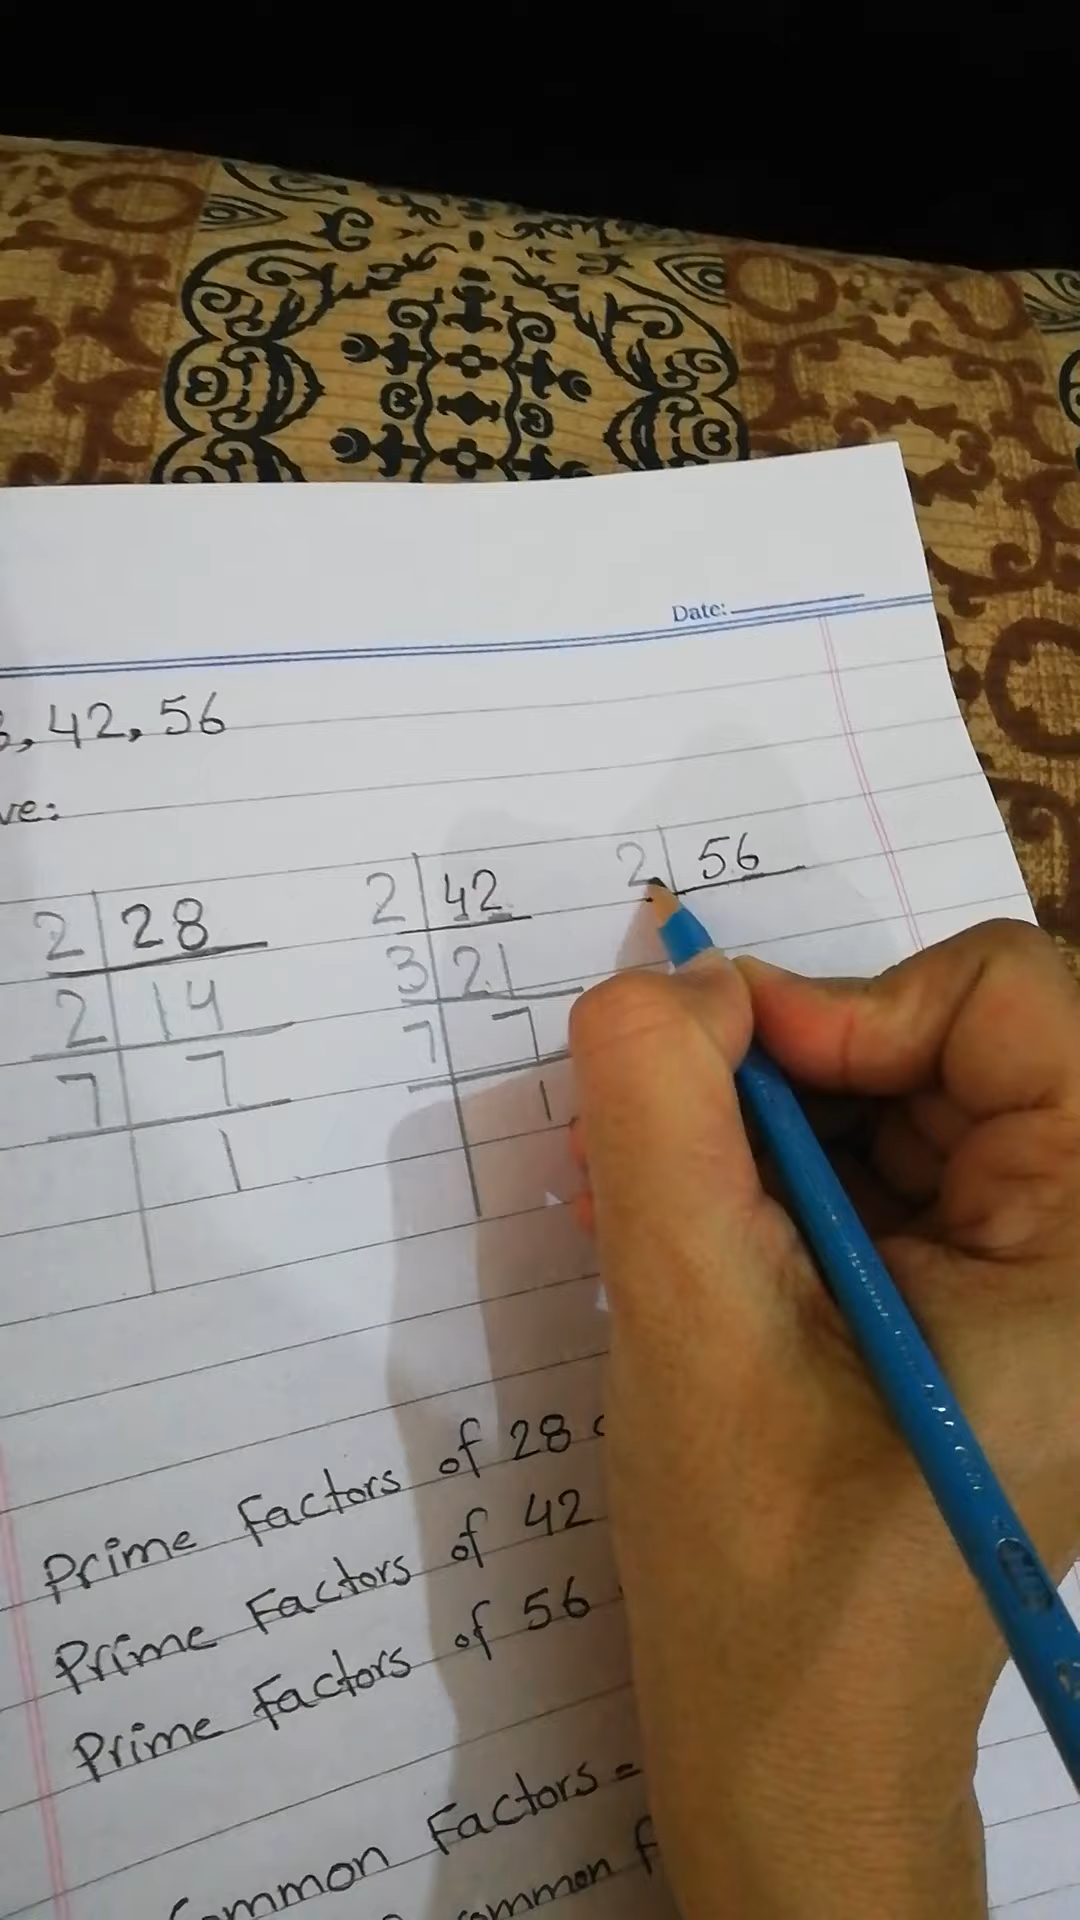 Date:
, 42, 56
ve:
2 28 2 42 2 56
2 14 3 21
7 7 7 7
1 1
Prime Factors of 28
Prime Factors of 42
Prime Factors of 56
ommon Factors =
common f